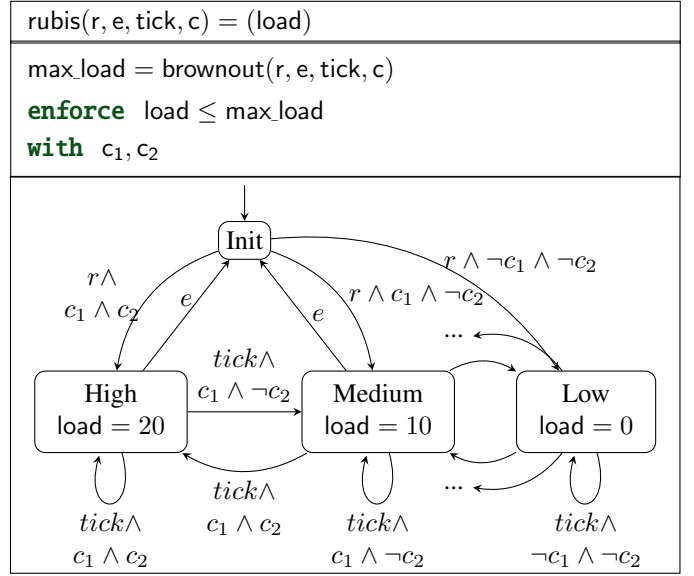 rubis(r, e, tick, c) = (load)
max_load = brownout(r, e, tick, c)
enforce load ≤ max_load
with c₁, c₂
Init
r∧
c₁ ∧ c₂
e
e
r ∧ c₁ ∧ ¬c₂
r ∧ ¬c₁ ∧ ¬c₂
...
tick∧
c₁ ∧ ¬c₂
High
load = 20
Medium
load = 10
Low
load = 0
tick∧
c₁ ∧ c₂
...
tick∧
c₁ ∧ c₂
tick∧
c₁ ∧ ¬c₂
tick∧
¬c₁ ∧ ¬c₂